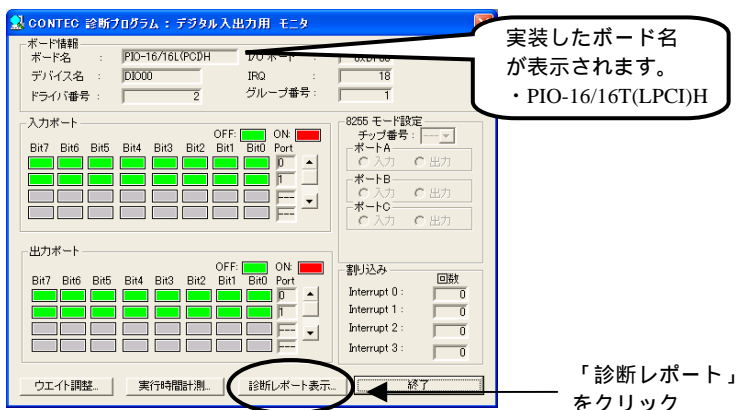 CONTEC 診断プログラム : デジタル入出力用 モニタ
ボード情報
ボード名 : PIO-16/16L(PCI)H I/O ポート :
デバイス名 : DIO00 IRQ : 18
ドライバ番号 : 2 グループ番号 : 1
実装したボード名
が表示されます。
・PIO-16/16T(LPCI)H
入力ポート
OFF: ON:
Bit7 Bit6 Bit5 Bit4 Bit3 Bit2 Bit1 Bit0 Port
0
1
---
---
8255 モード設定
チップ番号 : ---
ポートA
入力 出力
ポートB
入力 出力
ポートC
入力 出力
出力ポート
OFF: ON:
Bit7 Bit6 Bit5 Bit4 Bit3 Bit2 Bit1 Bit0 Port
0
1
---
---
割り込み
回数
Interrupt 0 : 0
Interrupt 1 : 0
Interrupt 2 : 0
Interrupt 3 : 0
ウエイト調整... 実行時間計測... 診断レポート表示... 終了
「診断レポート」
をクリック